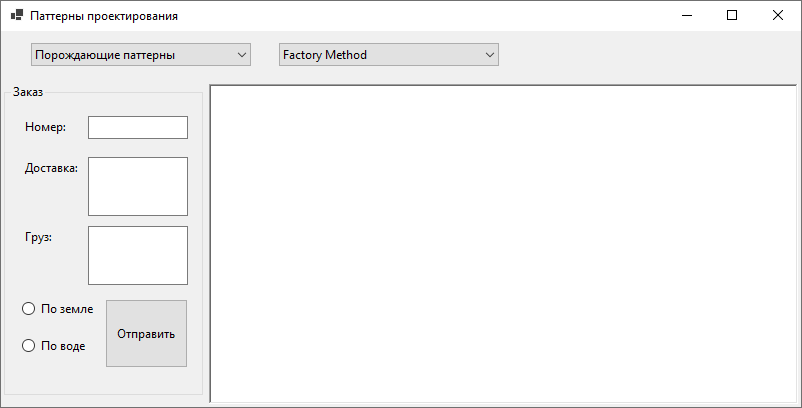 Паттерны проектирования
Порождающие паттерны
Factory Method
Заказ
Номер:
Доставка:
Груз:
По земле
По воде
Отправить